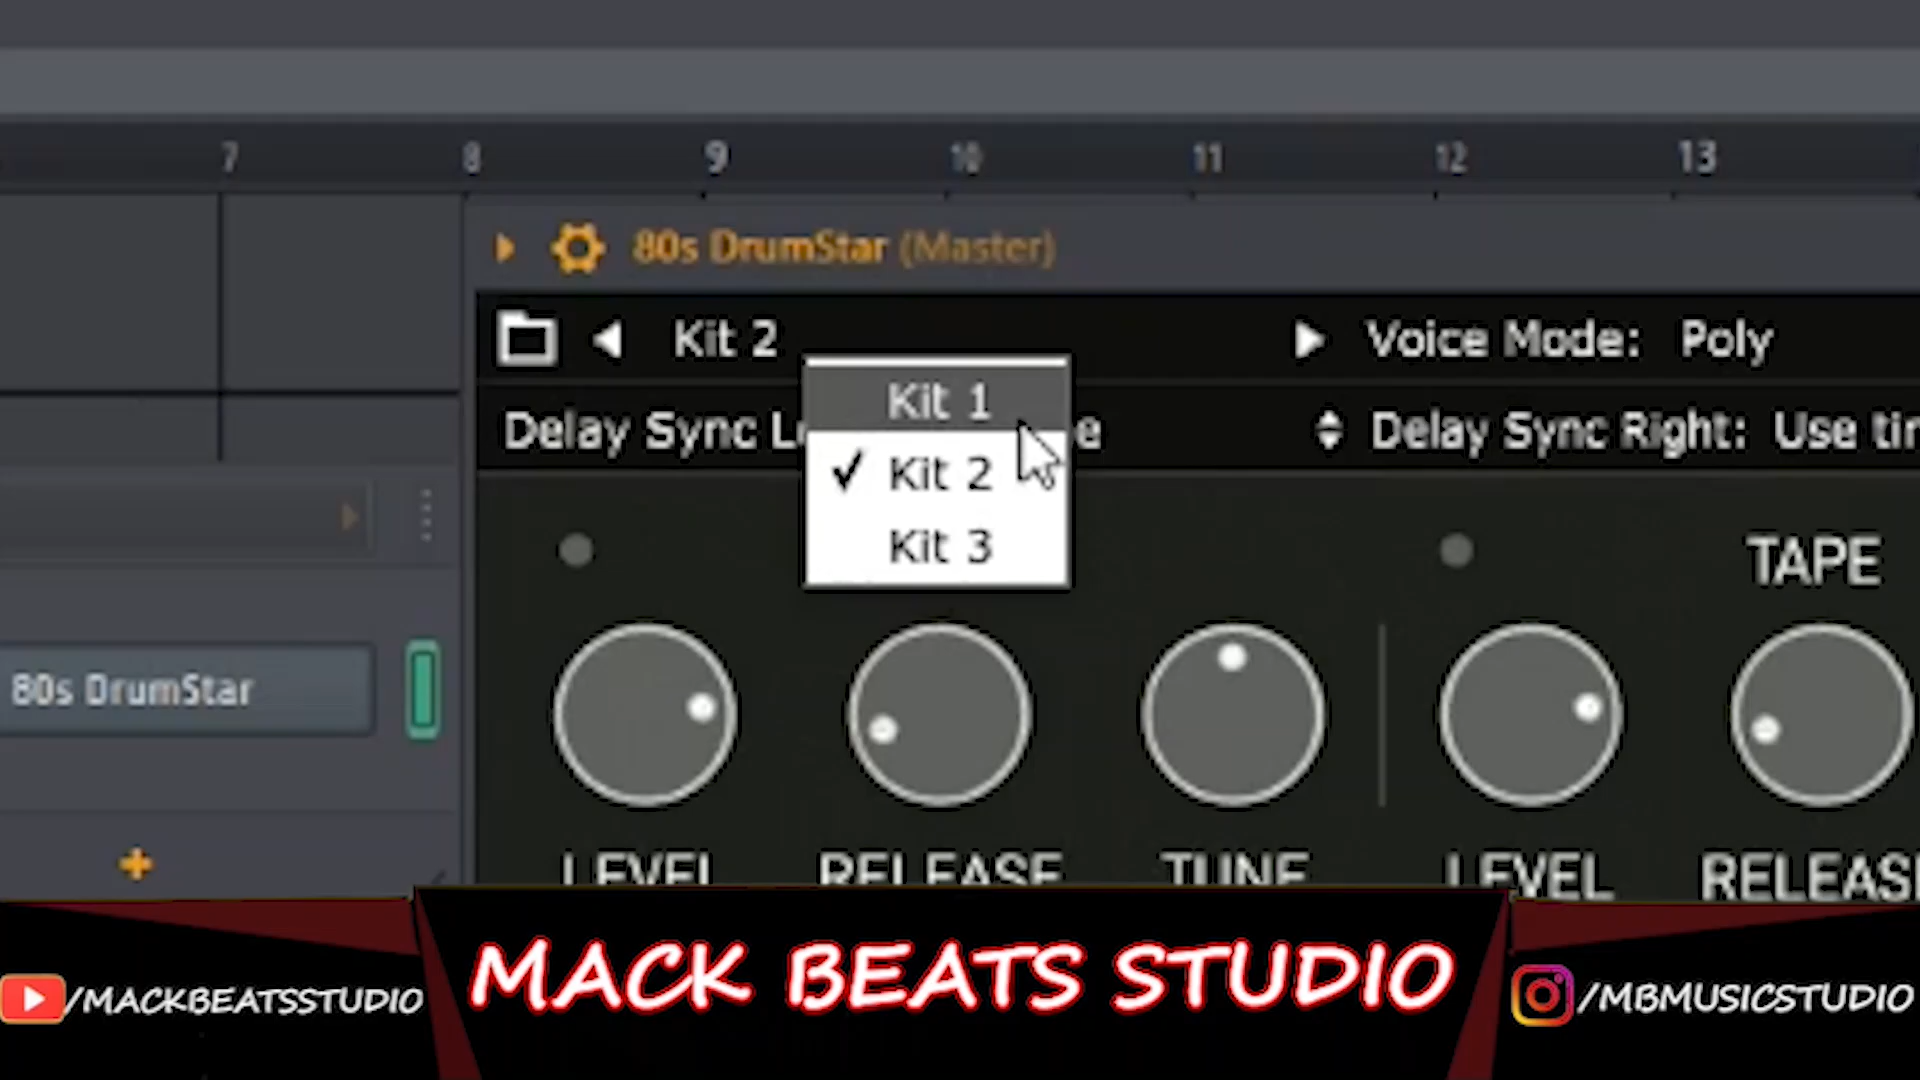 7 8 9 10 11 12 13
80s DrumStar (Master)
Kit 2 Voice Mode: Poly
Delay Sync Delay Sync Right: Use
Kit 1
Kit 2
Kit 3
TAPE
80s DrumStar
LEVEL RELEASE TUNE LEVEL RELEASE
MACK BEATS STUDIO
/MACKBEATSSTUDIO
/MBMUSICSTUDIO